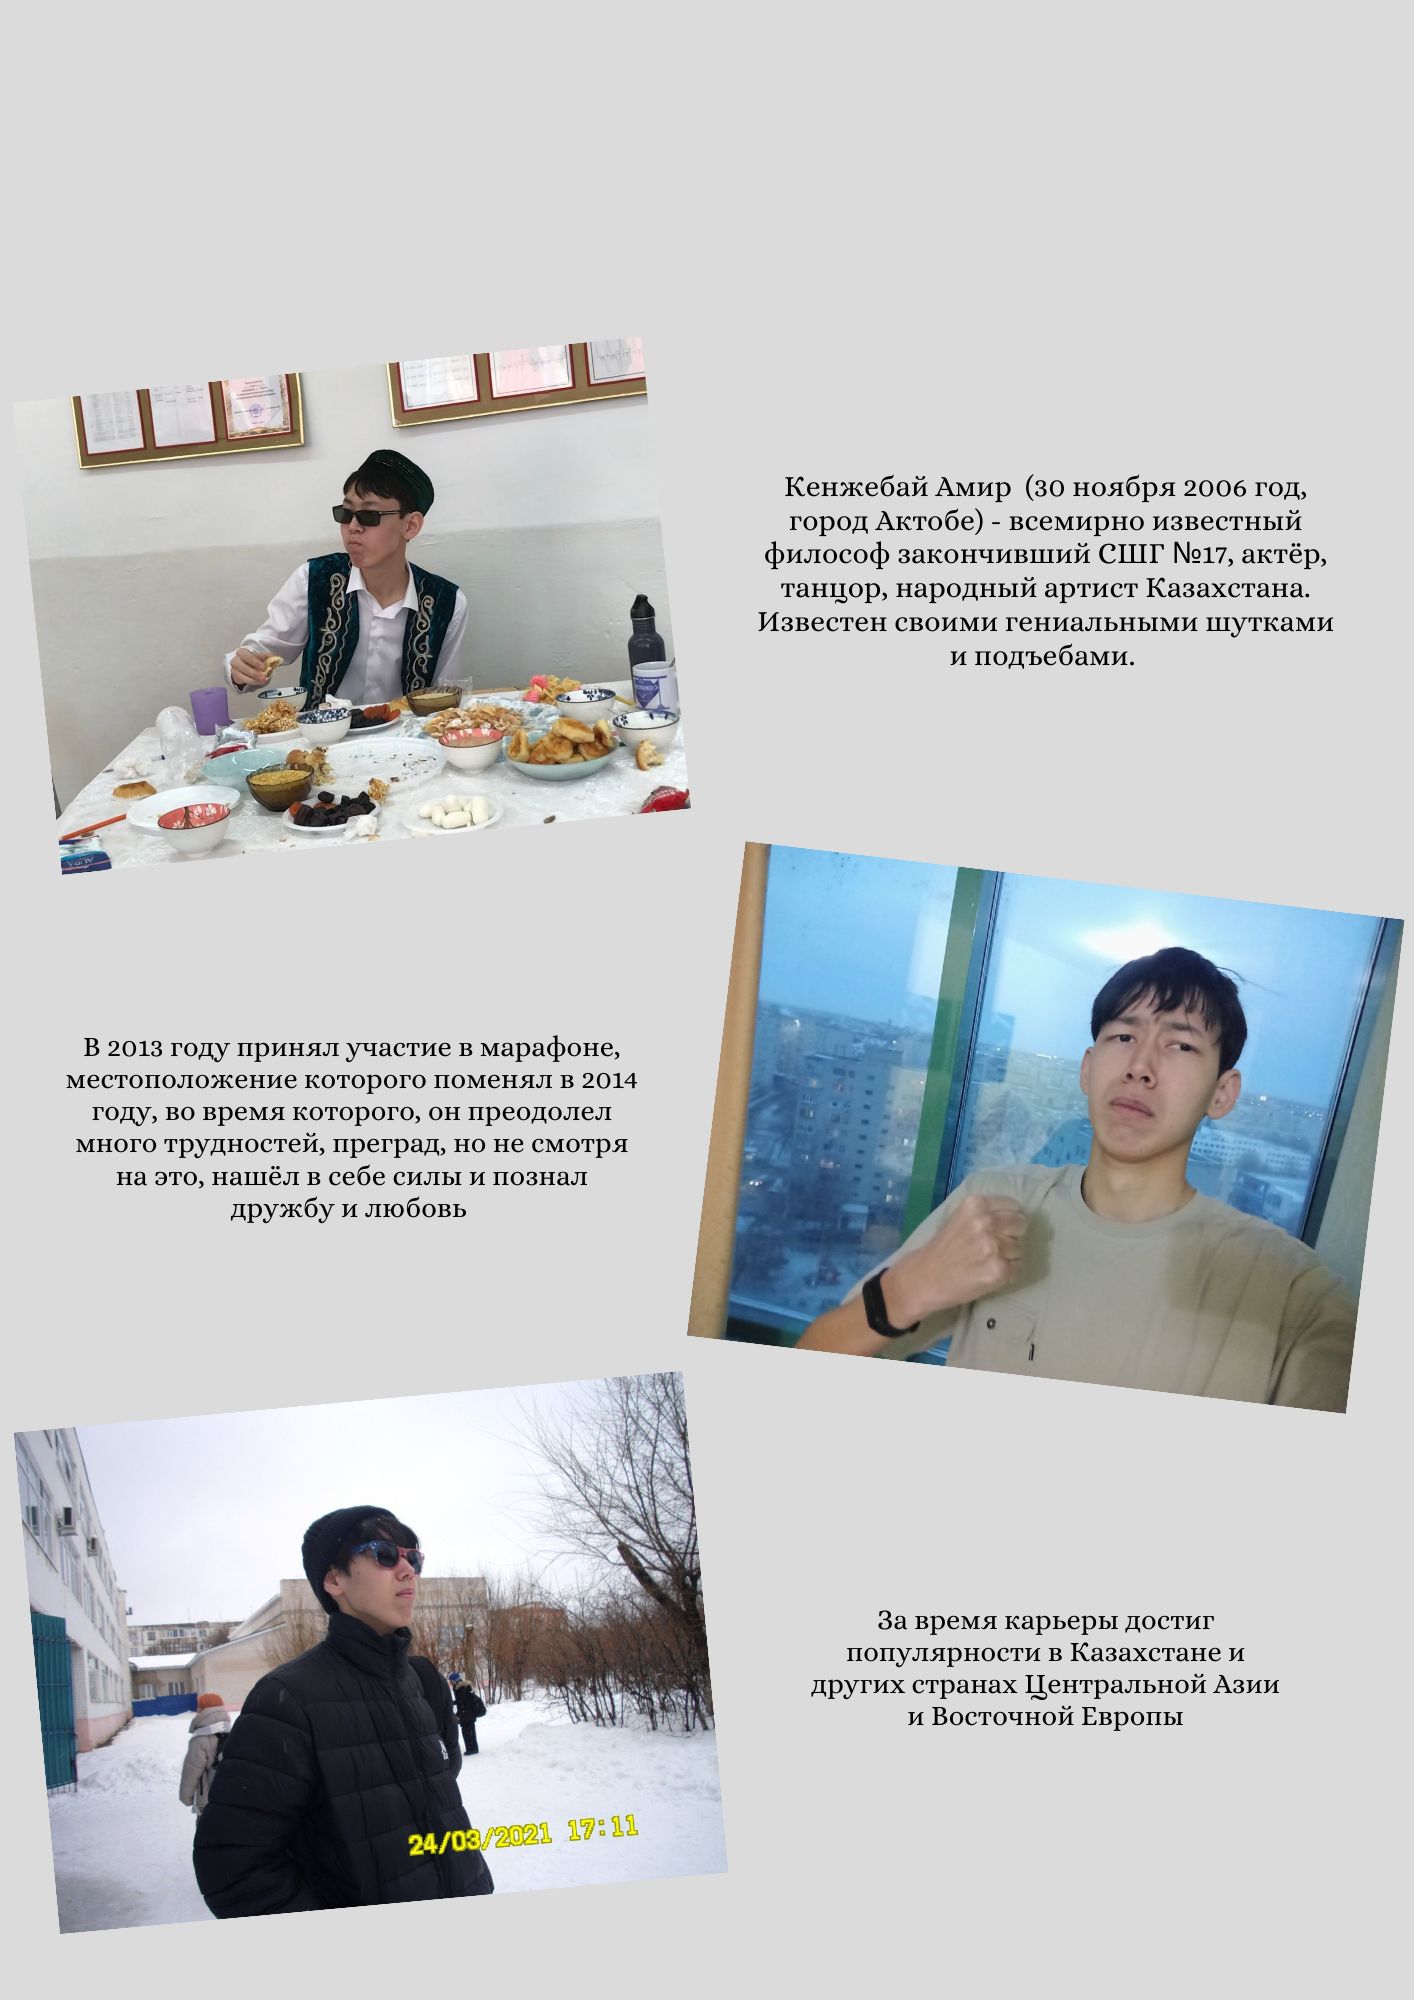 Кенжебай Амир (30 ноября 2006 год,
город Актобе) - всемирно известный
философ закончивший СШГ №17, актёр,
танцор, народный артист Казахстана.
Известен своими гениальными шутками
и подъебами.
В 2013 году принял участие в марафоне,
местоположение которого поменял в 2014
году, во время которого, он преодолел
много трудностей, преград, но не смотря
на это, нашёл в себе силы и познал
дружбу и любовь
За время карьеры достиг
популярности в Казахстане и
других странах Центральной Азии
и Восточной Европы
24/03/2021 17:11